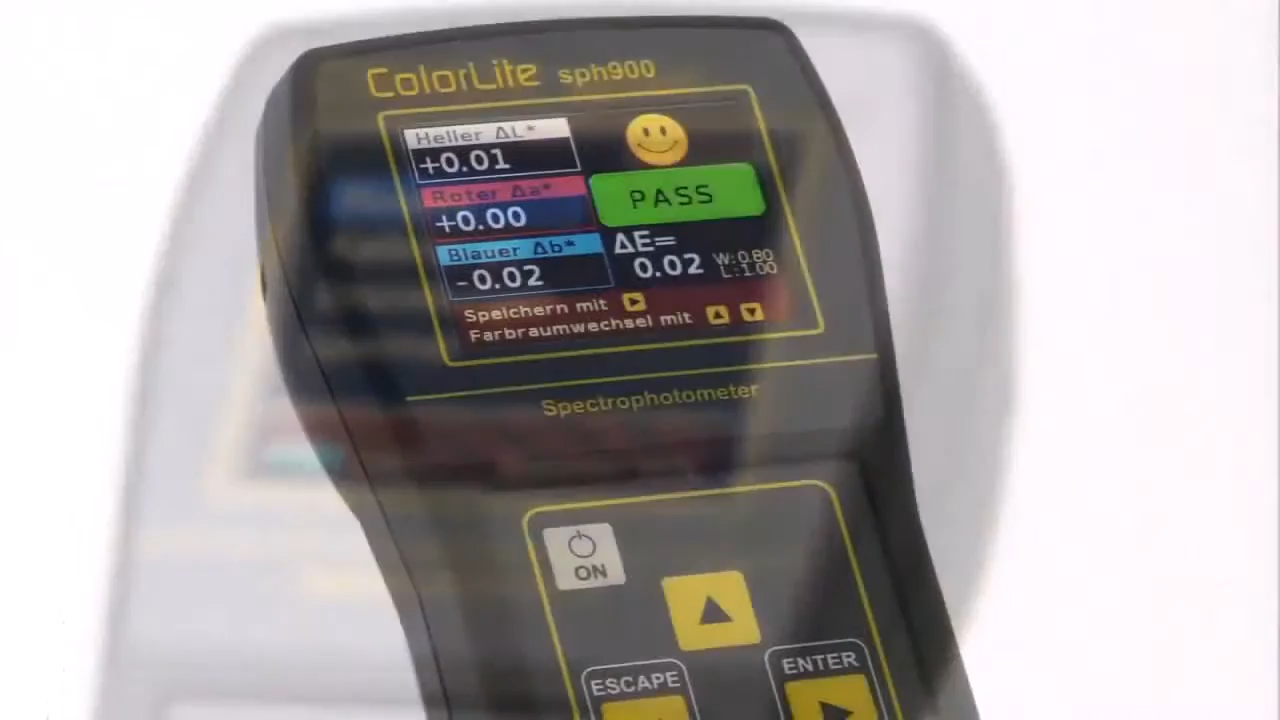 ColorLite sph900
Heller ΔL*
+0.01
Roter Δa*
+0.00
Blauer Δb*
-0.02
PASS
ΔE=
0.02
W:0.80
L:1.00
Speichern mit
Farbraumwechsel mit
Spectrophotometer
ON
ESCAPE
ENTER